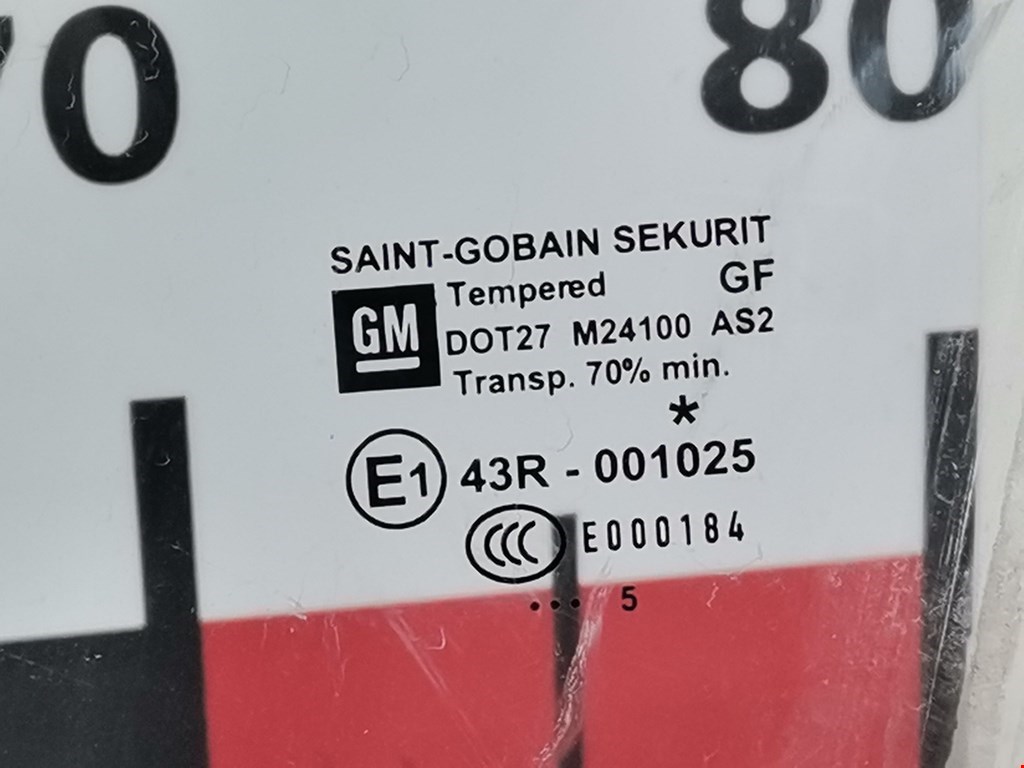 70 80
SAINT-GOBAIN SEKURIT
GM Tempered GF
DOT27 M24100 AS2
Transp. 70% min.
*
E1 43R - 001025
CCC E000184
... 5